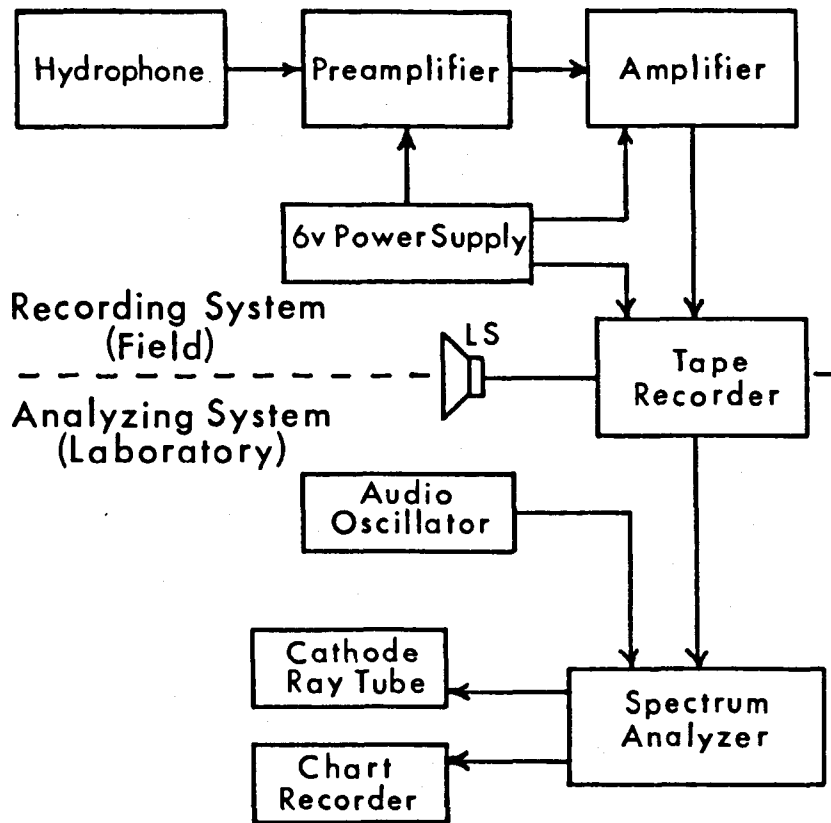 Hydrophone
Preamplifier
Amplifier
6v Power Supply
Recording System
(Field)
LS
Tape
Recorder
Analyzing System
(Laboratory)
Audio
Oscillator
Cathode
Ray Tube
Spectrum
Analyzer
Chart
Recorder